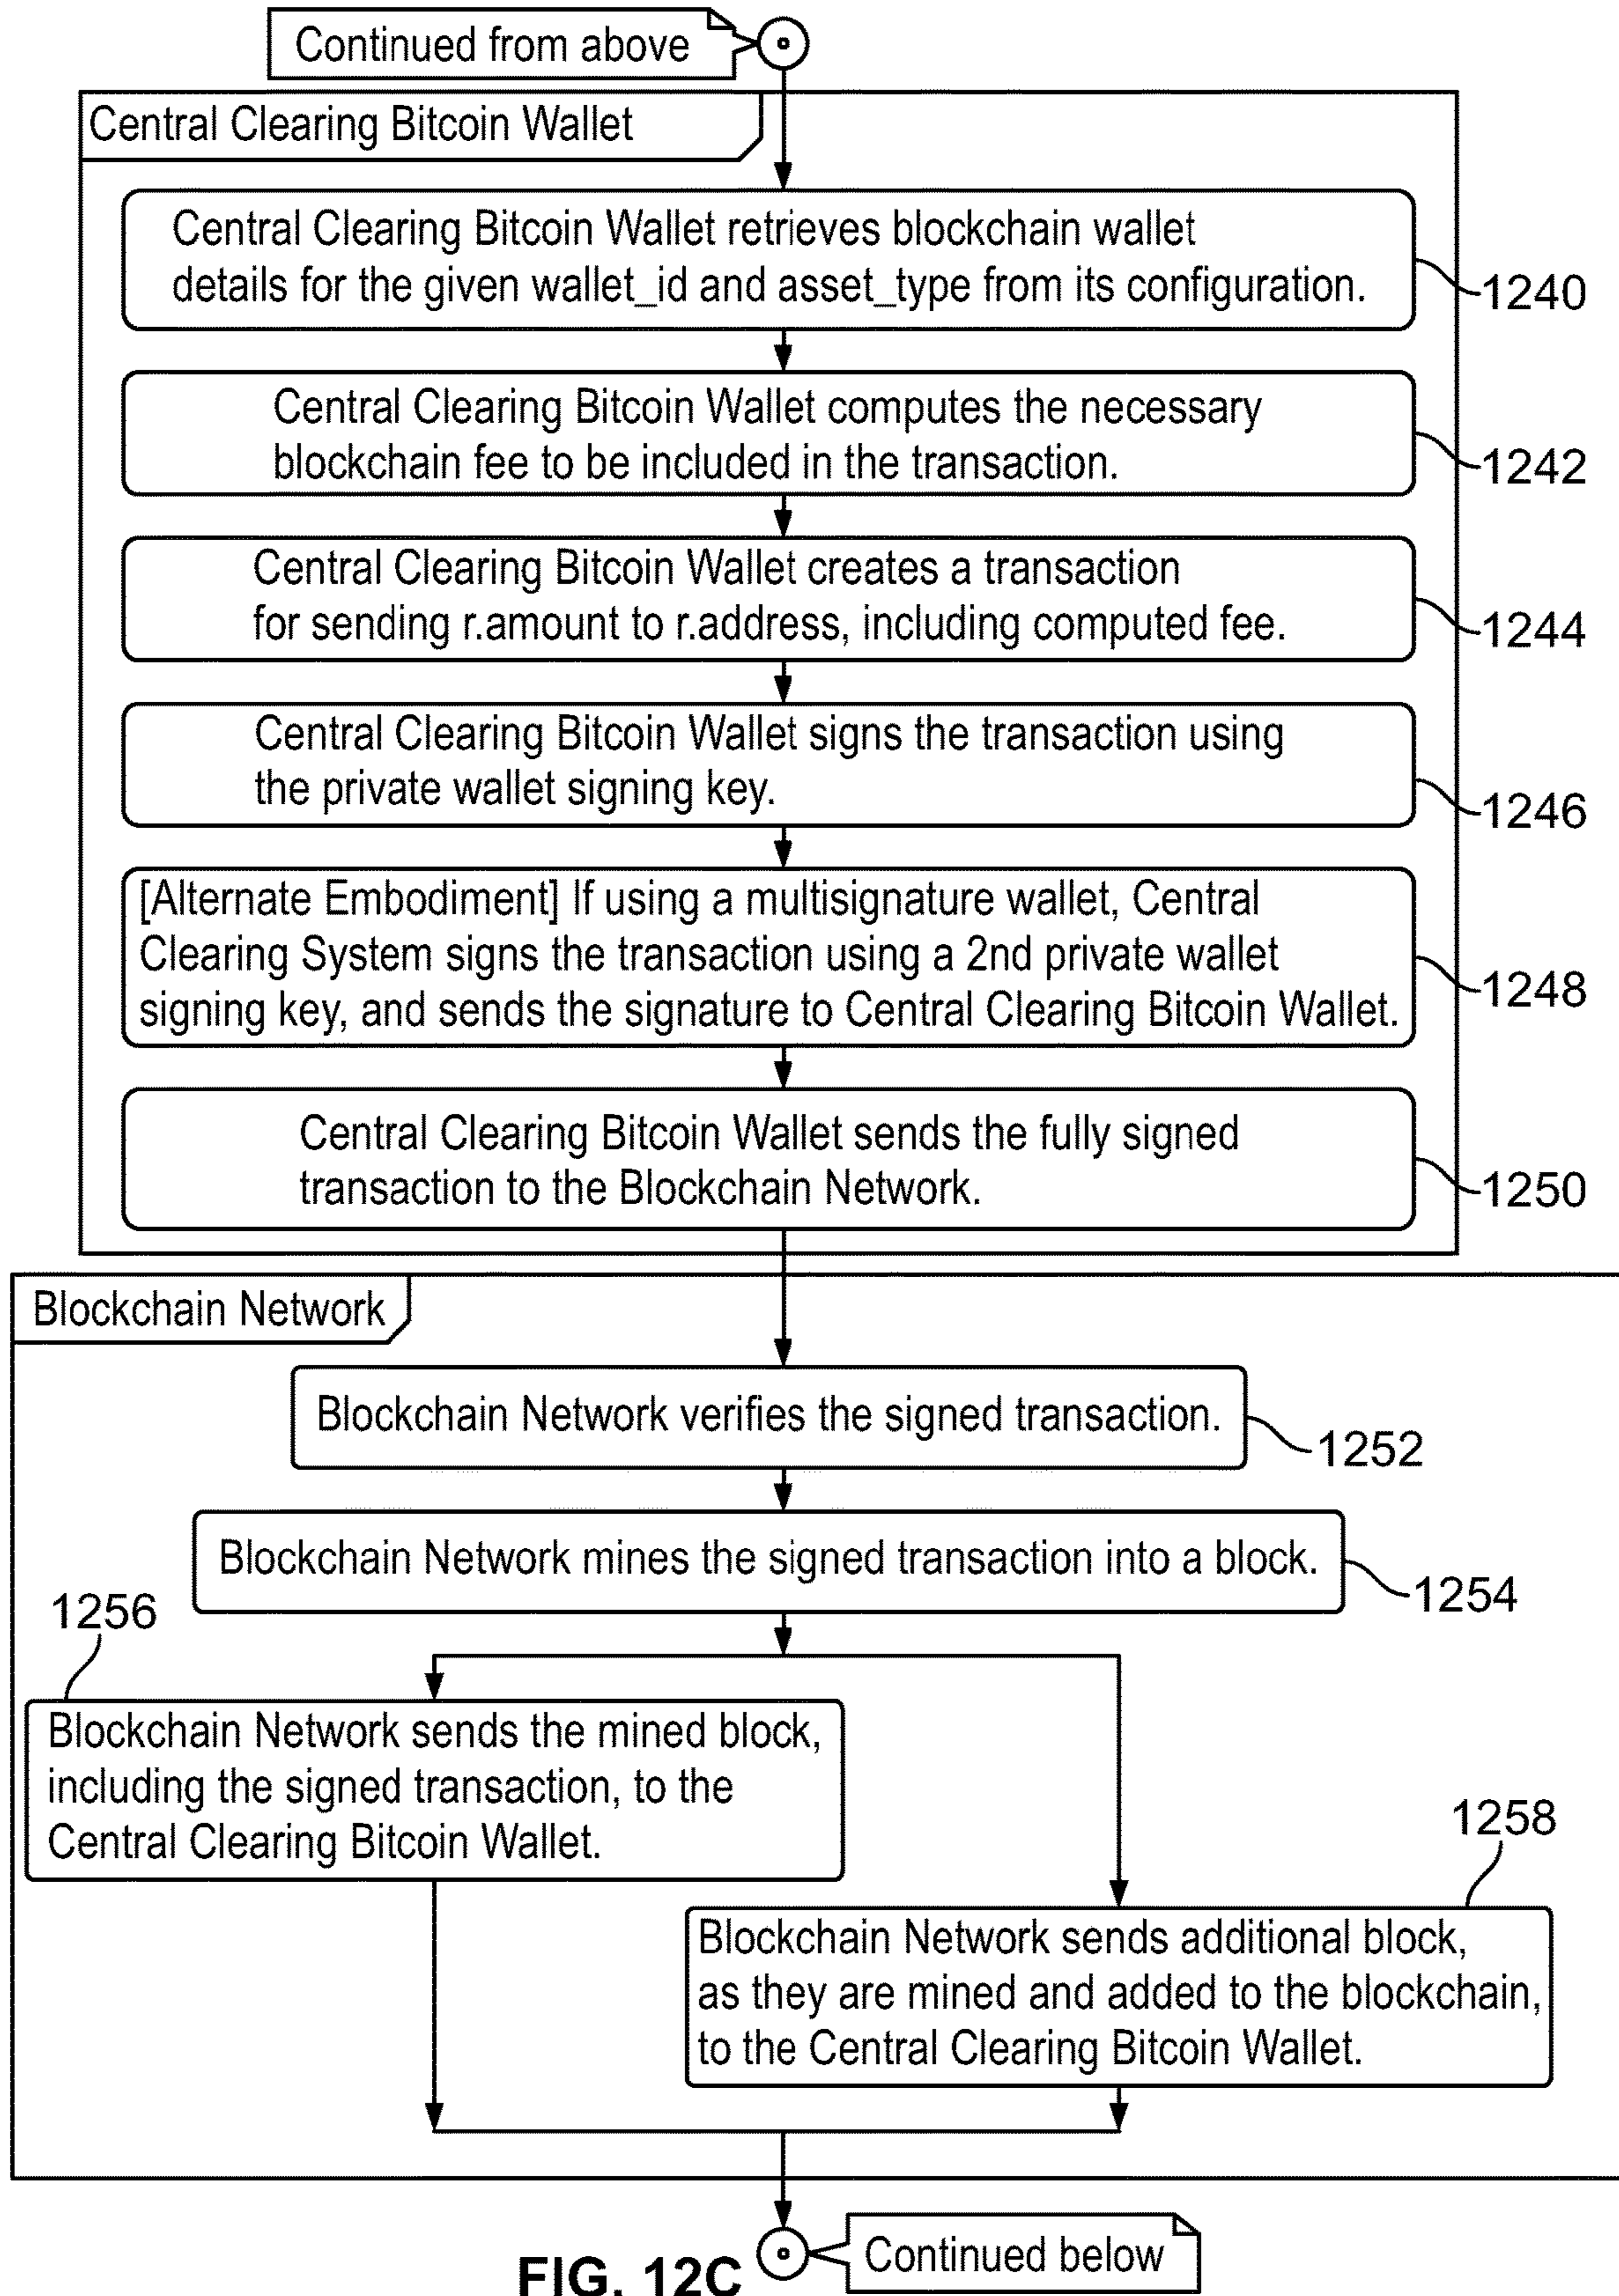 Continued from above
Central Clearing Bitcoin Wallet
Central Clearing Bitcoin Wallet retrieves blockchain wallet
details for the given wallet_id and asset_type from its configuration.
1240
Central Clearing Bitcoin Wallet computes the necessary
blockchain fee to be included in the transaction.
1242
Central Clearing Bitcoin Wallet creates a transaction
for sending r.amount to r.address, including computed fee.
1244
Central Clearing Bitcoin Wallet signs the transaction using
the private wallet signing key.
1246
[Alternate Embodiment] If using a multisignature wallet, Central
Clearing System signs the transaction using a 2nd private wallet
signing key, and sends the signature to Central Clearing Bitcoin Wallet.
1248
Central Clearing Bitcoin Wallet sends the fully signed
transaction to the Blockchain Network.
1250
Blockchain Network
Blockchain Network verifies the signed transaction.
1252
Blockchain Network mines the signed transaction into a block.
1254
1256
Blockchain Network sends the mined block,
including the signed transaction, to the
Central Clearing Bitcoin Wallet.
1258
Blockchain Network sends additional block,
as they are mined and added to the blockchain,
to the Central Clearing Bitcoin Wallet.
Continued below
FIG. 12C